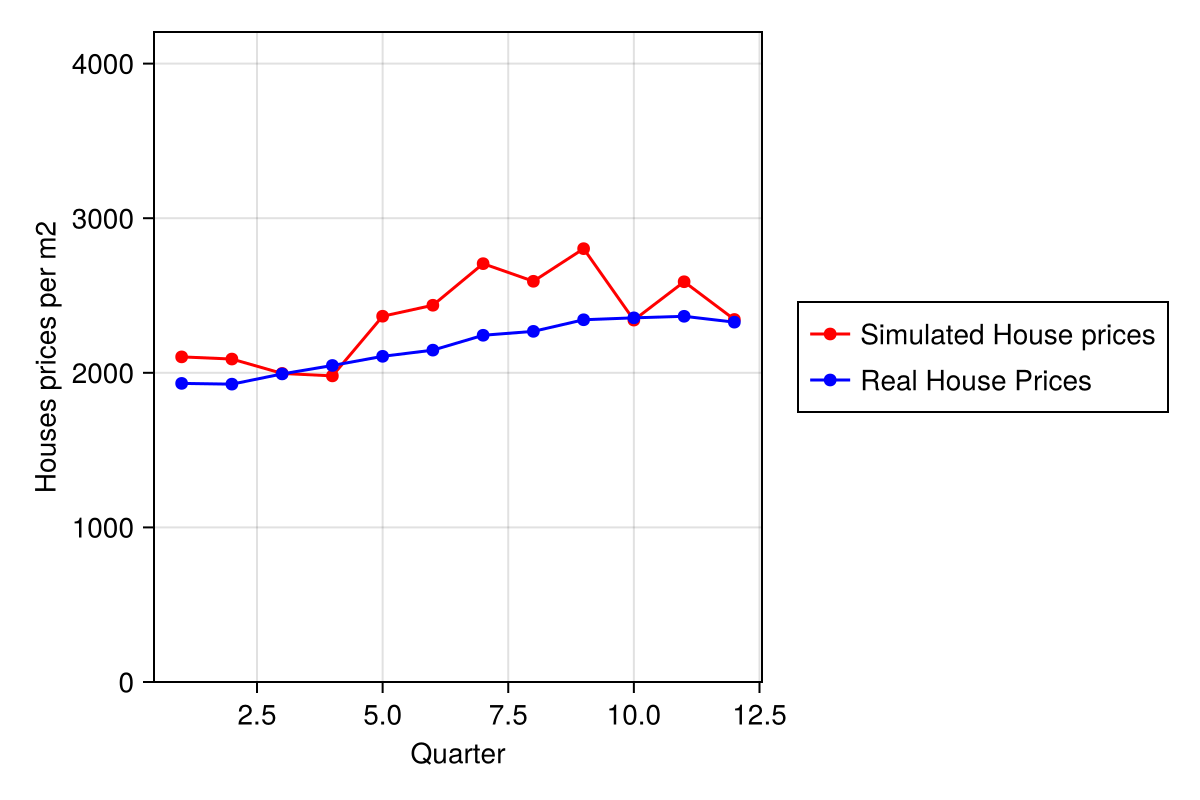 4000
3000
2000
1000
0
Houses prices per m2
2.5 5.0 7.5 10.0 12.5
Quarter
Simulated House prices
Real House Prices